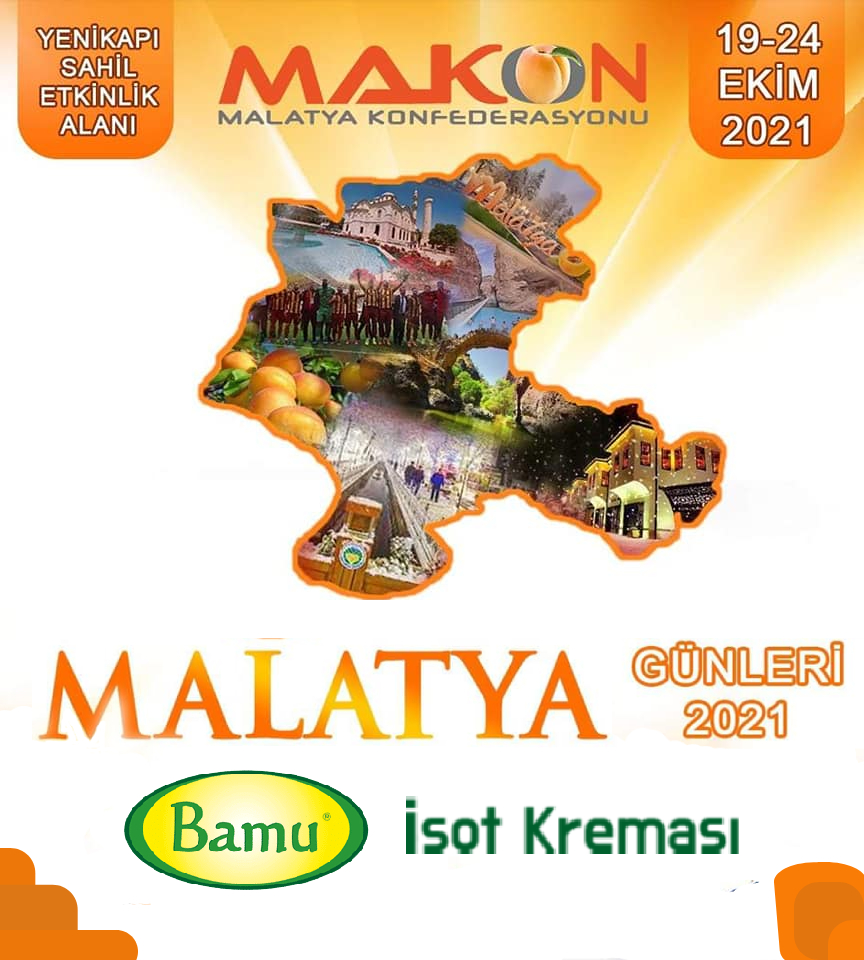 YENİKAPI
SAHİL
ETKİNLİK
ALANI
MAKON
MALATYA KONFEDERASYONU
19-24
EKİM
2021
Malatya
MALATYA
GÜNLERİ
2021
Bamu®
İsot Kreması